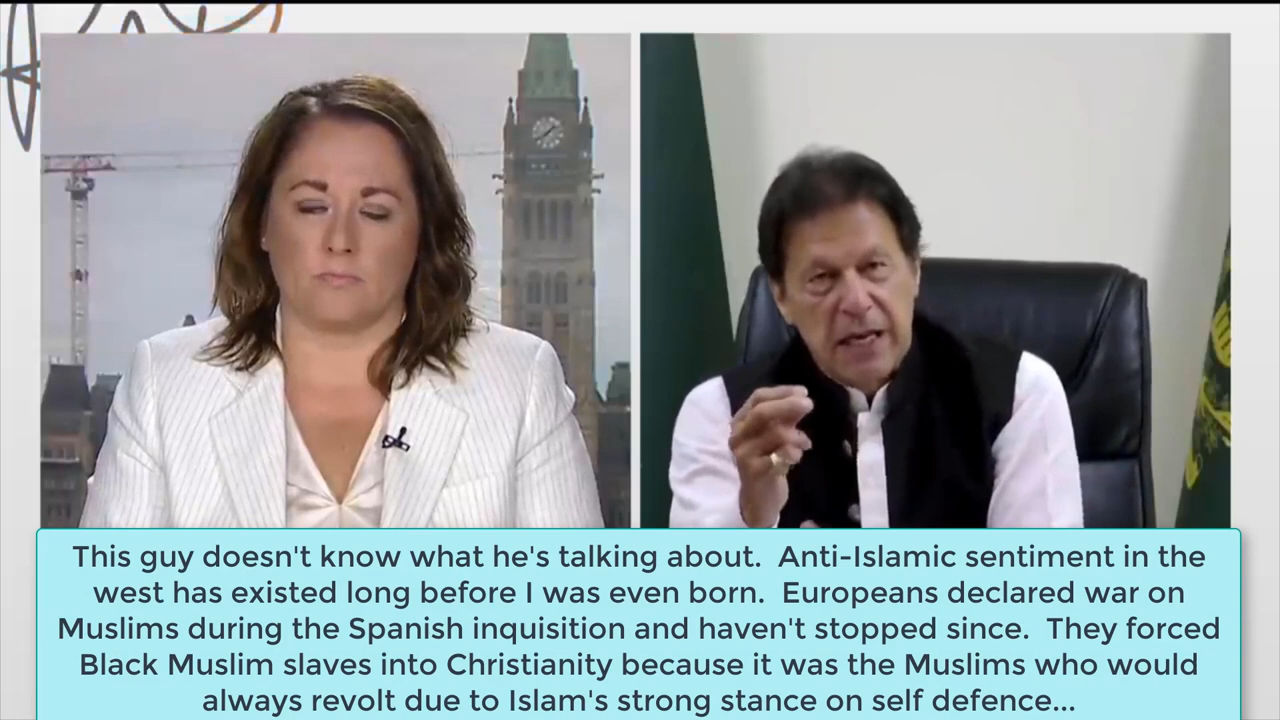 This guy doesn't know what he's talking about.  Anti-Islamic sentiment in the
west has existed long before I was even born.  Europeans declared war on
Muslims during the Spanish inquisition and haven't stopped since.  They forced
Black Muslim slaves into Christianity because it was the Muslims who would
always revolt due to Islam's strong stance on self defence...